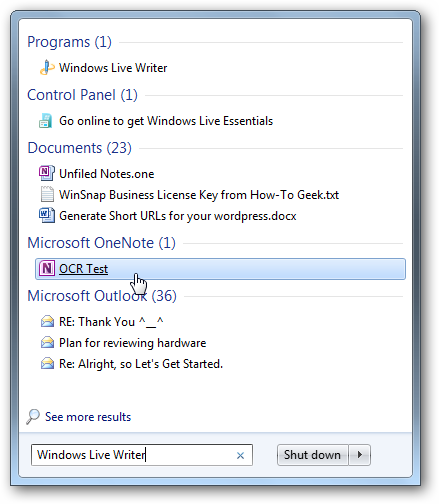 Programs (1)
Windows Live Writer
Control Panel (1)
Go online to get Windows Live Essentials
Documents (23)
Unfiled Notes.one
WinSnap Business License Key from How-To Geek.txt
Generate Short URLs for your wordpress.docx
Microsoft OneNote (1)
OCR Test
Microsoft Outlook (36)
RE: Thank You ^__^
Plan for reviewing hardware
Re: Alright, so Let's Get Started.
See more results
Windows Live Writer
Shut down